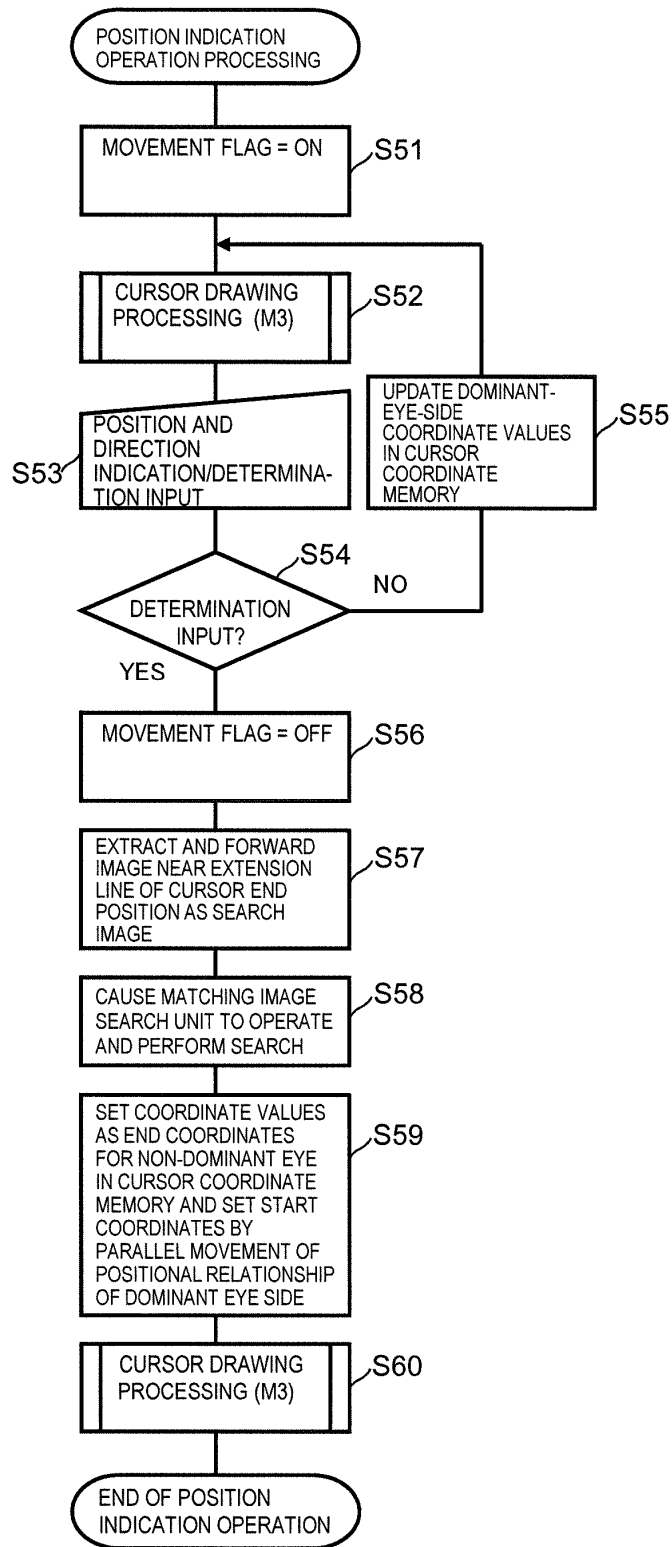 POSITION INDICATION
OPERATION PROCESSING
MOVEMENT FLAG = ON
S51
CURSOR DRAWING
PROCESSING (M3)
S52
POSITION AND
DIRECTION
INDICATION/DETERMINA-
TION INPUT
S53
UPDATE DOMINANT-
EYE-SIDE
COORDINATE VALUES
IN CURSOR
COORDINATE
MEMORY
S55
S54
DETERMINATION
INPUT?
NO
YES
MOVEMENT FLAG = OFF
S56
EXTRACT AND FORWARD
IMAGE NEAR EXTENSION
LINE OF CURSOR END
POSITION AS SEARCH
IMAGE
S57
CAUSE MATCHING IMAGE
SEARCH UNIT TO OPERATE
AND PERFORM SEARCH
S58
SET COORDINATE VALUES
AS END COORDINATES
FOR NON-DOMINANT EYE
IN CURSOR COORDINATE
MEMORY AND SET START
COORDINATES BY
PARALLEL MOVEMENT OF
POSITIONAL RELATIONSHIP
OF DOMINANT EYE SIDE
S59
CURSOR DRAWING
PROCESSING (M3)
S60
END OF POSITION
INDICATION OPERATION